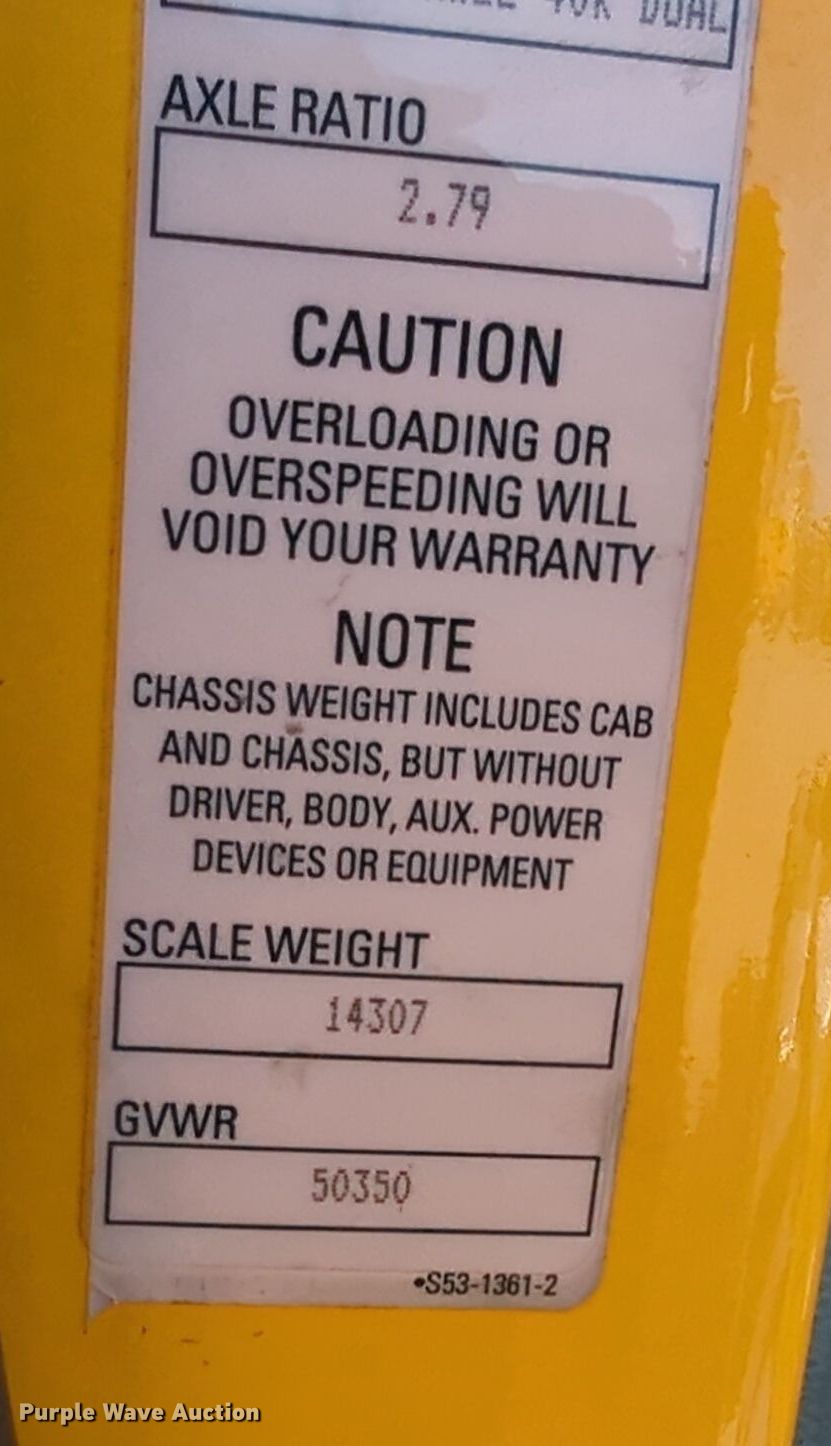 40K DUAL
AXLE RATIO
2.79
CAUTION
OVERLOADING OR
OVERSPEEDING WILL
VOID YOUR WARRANTY
NOTE
CHASSIS WEIGHT INCLUDES CAB
AND CHASSIS, BUT WITHOUT
DRIVER, BODY, AUX. POWER
DEVICES OR EQUIPMENT
SCALE WEIGHT
14307
GVWR
50350
•S53-1361-2
Purple Wave Auction